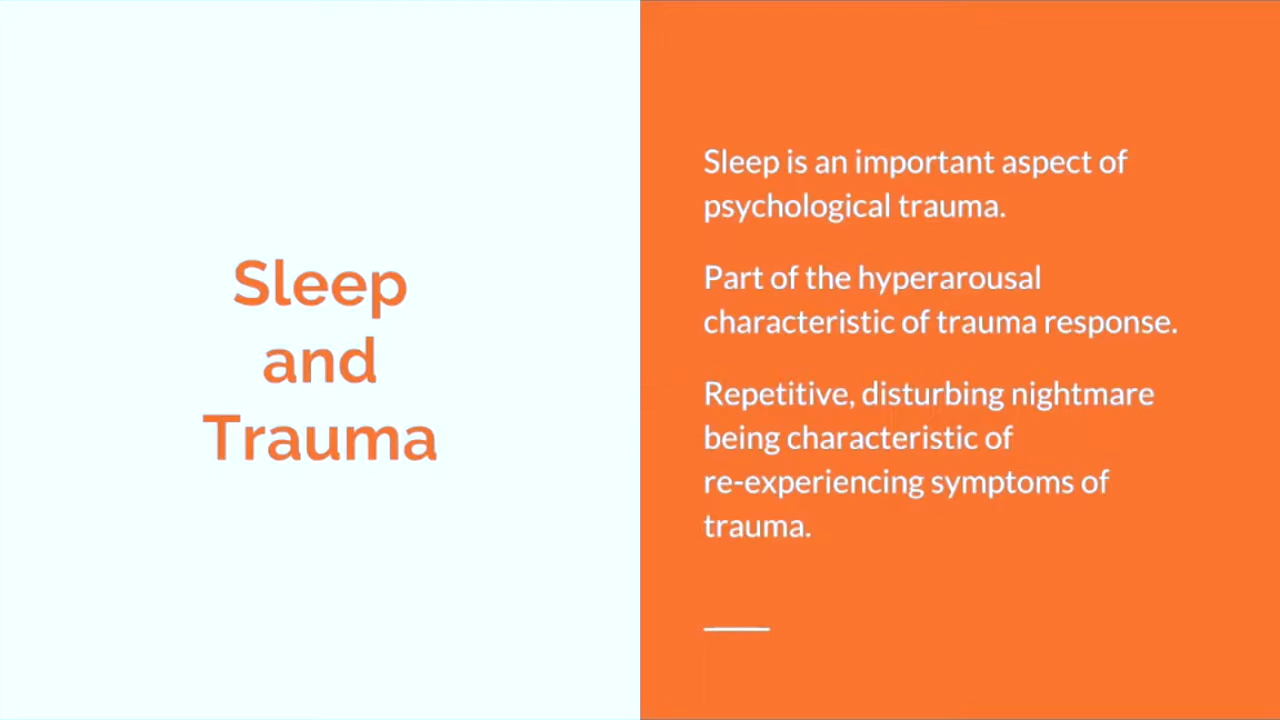 Sleep
and
Trauma
Sleep is an important aspect of
psychological trauma.
Part of the hyperarousal
characteristic of trauma response.
Repetitive, disturbing nightmare
being characteristic of
re-experiencing symptoms of
trauma.